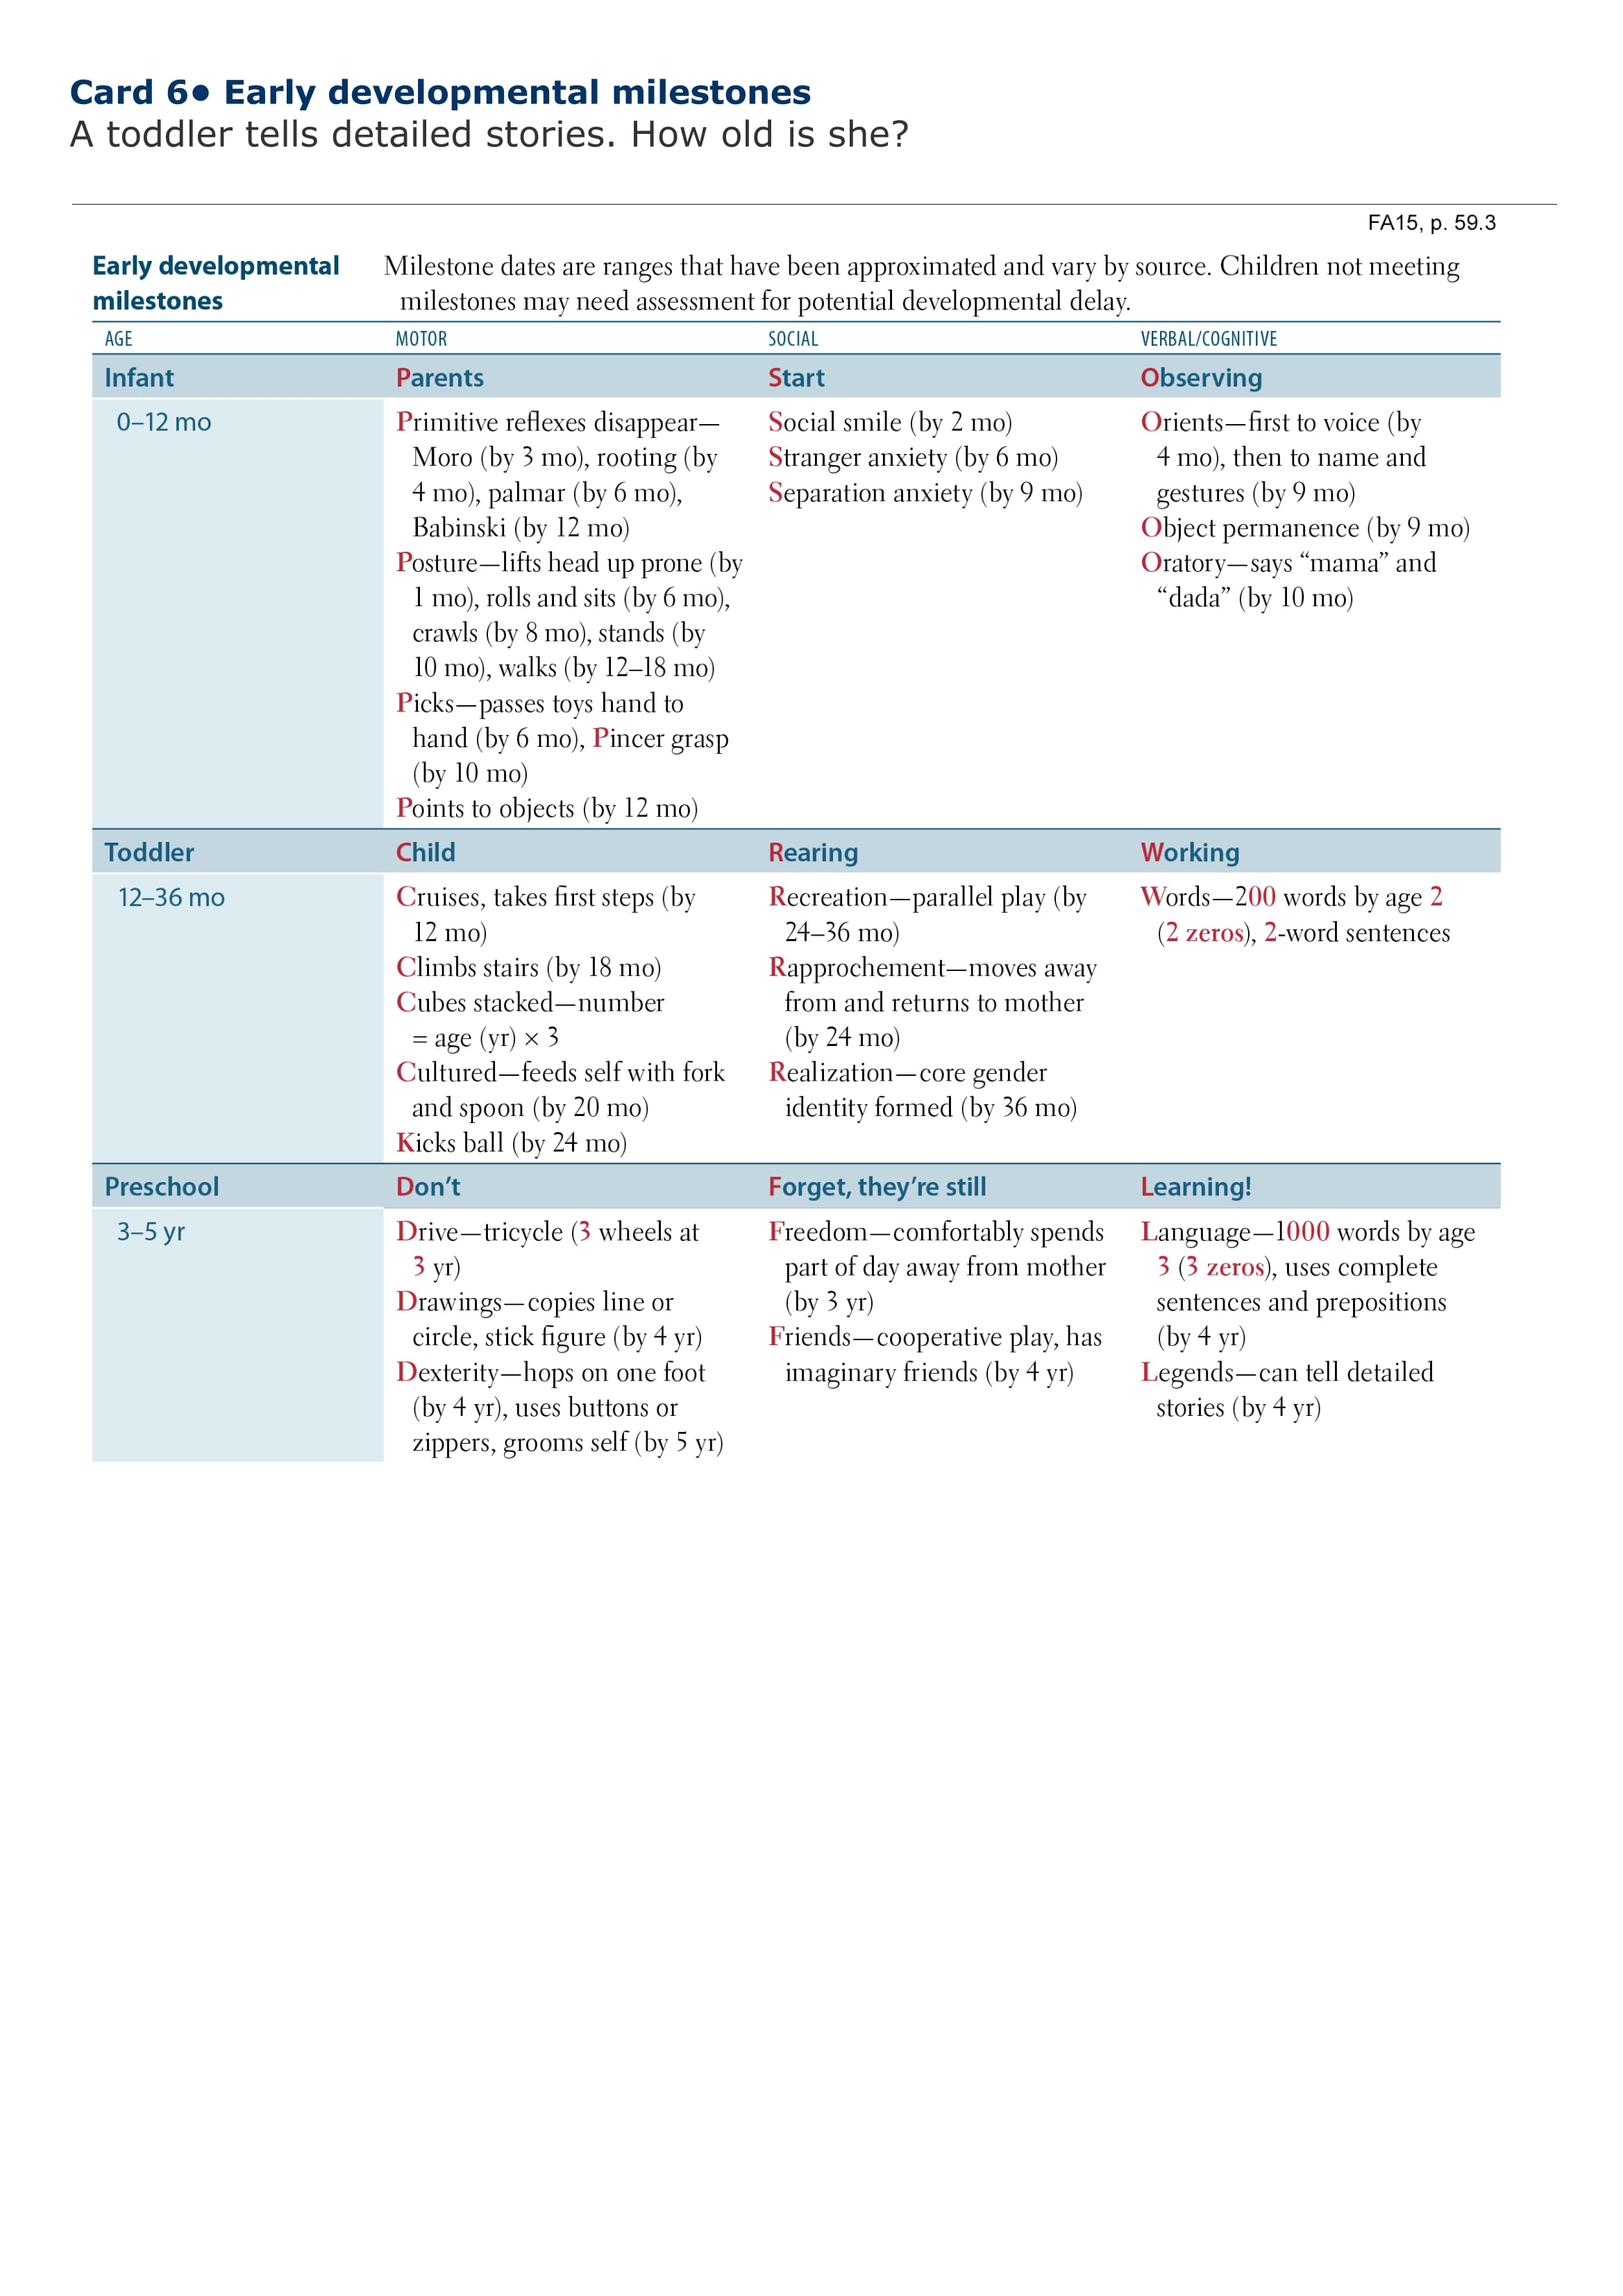 Card 6• Early developmental milestones
A toddler tells detailed stories. How old is she?
FA15, p. 59.3
Early developmental milestones
Milestone dates are ranges that have been approximated and vary by source. Children not meeting
milestones may need assessment for potential developmental delay.
AGE MOTOR SOCIAL VERBAL/COGNITIVE
Infant Parents Start Observing
0–12 mo
Primitive reflexes disappear—
Moro (by 3 mo), rooting (by
4 mo), palmar (by 6 mo),
Babinski (by 12 mo)
Posture—lifts head up prone (by
1 mo), rolls and sits (by 6 mo),
crawls (by 8 mo), stands (by
10 mo), walks (by 12–18 mo)
Picks—passes toys hand to
hand (by 6 mo), Pincer grasp
(by 10 mo)
Points to objects (by 12 mo)
Social smile (by 2 mo)
Stranger anxiety (by 6 mo)
Separation anxiety (by 9 mo)
Orients—first to voice (by
4 mo), then to name and
gestures (by 9 mo)
Object permanence (by 9 mo)
Oratory—says “mama” and
“dada” (by 10 mo)
Toddler Child Rearing Working
12–36 mo
Cruises, takes first steps (by
12 mo)
Climbs stairs (by 18 mo)
Cubes stacked—number
= age (yr) × 3
Cultured—feeds self with fork
and spoon (by 20 mo)
Kicks ball (by 24 mo)
Recreation—parallel play (by
24–36 mo)
Rapprochement—moves away
from and returns to mother
(by 24 mo)
Realization—core gender
identity formed (by 36 mo)
Words—200 words by age 2
(2 zeros), 2-word sentences
Preschool Don’t Forget, they’re still Learning!
3–5 yr
Drive—tricycle (3 wheels at
3 yr)
Drawings—copies line or
circle, stick figure (by 4 yr)
Dexterity—hops on one foot
(by 4 yr), uses buttons or
zippers, grooms self (by 5 yr)
Freedom—comfortably spends
part of day away from mother
(by 3 yr)
Friends—cooperative play, has
imaginary friends (by 4 yr)
Language—1000 words by age
3 (3 zeros), uses complete
sentences and prepositions
(by 4 yr)
Legends—can tell detailed
stories (by 4 yr)